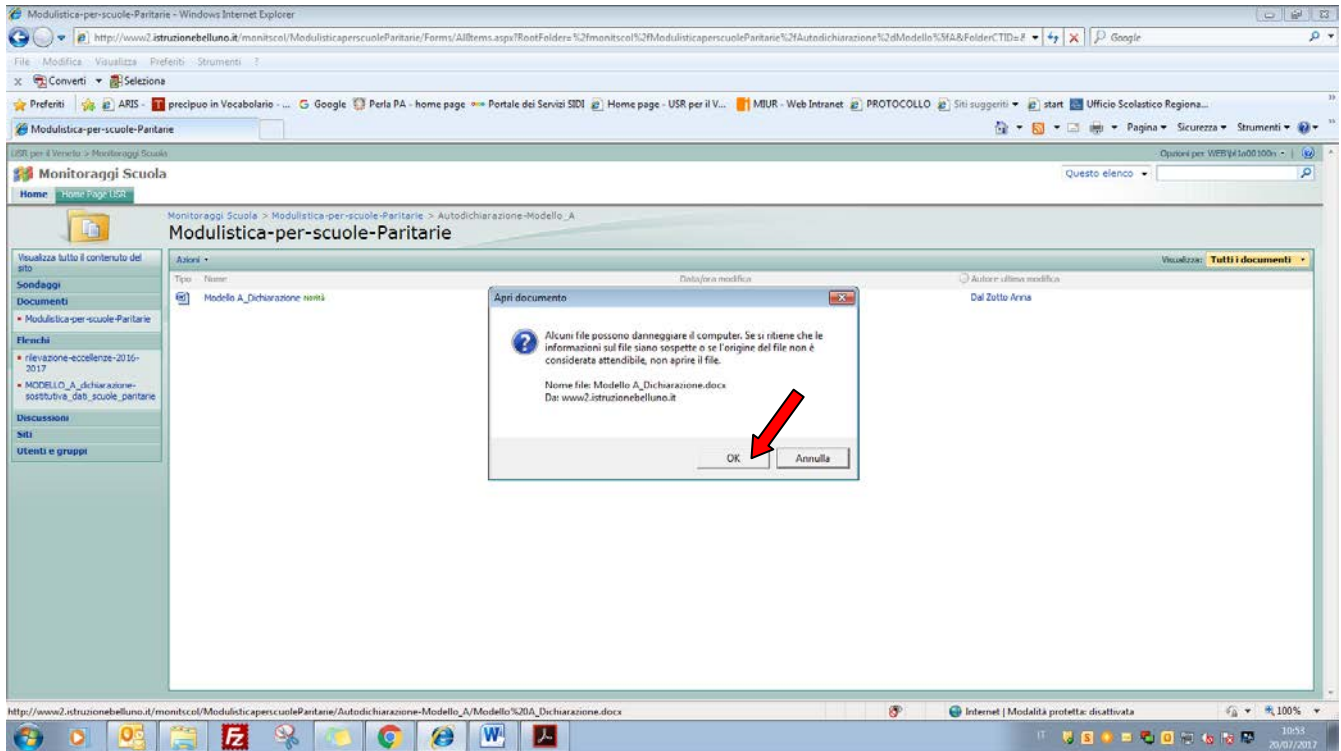 Modulistica-per-scuole-Paritarie - Windows Internet Explorer
http://www2.istruzionebelluno.it/monitscol/ModulisticaperscuoleParitarie/Forms/AllItems.aspx?RootFolder=%2fmonitscol%2fModulisticaperscuoleParitarie%2fAutodichiarazione%2dModello%5fA&FolderCTID=
Google
File Modifica Visualizza Preferiti Strumenti ?
x Converti Seleziona
Preferiti ARIS - precipuo in Vocabolario - ... Google Perla PA - home page Portale dei Servizi SIDI Home page - USR per il V... MIUR - Web Intranet PROTOCOLLO Siti suggeriti start Ufficio Scolastico Regiona...
Modulistica-per-scuole-Paritarie
Pagina Sicurezza Strumenti
USR per il Veneto > Monitoraggi Scuola
Opzioni per
Monitoraggi Scuola
Questo elenco
Home Home Page USR
Monitoraggi Scuola > Modulistica-per-scuole-Paritarie > Autodichiarazione-Modello_A
Modulistica-per-scuole-Paritarie
Visualizza tutto il contenuto del sito
Sondaggi
Documenti
Modulistica-per-scuole-Paritarie
Elenchi
rilevazione-eccellenze-2016-
2017
MODELLO_A_dichiarazione-
sostitutiva_dati_scuole_paritarie
Discussioni
Siti
Utenti e gruppi
Azioni
Visualizza: Tutti i documenti
Tipo Nome Data/ora modifica Autore ultima modifica
Modello A_Dichiarazione Novità Dal Zotto Anna
Apri documento
Alcuni file possono danneggiare il computer. Se si ritiene che le
informazioni sul file siano sospette o se l'origine del file non è
considerata attendibile, non aprire il file.
Nome file: Modello A_Dichiarazione.docx
Da: www2.istruzionebelluno.it
OK Annulla
http://www2.istruzionebelluno.it/monitscol/ModulisticaperscuoleParitarie/Autodichiarazione-Modello_A/Modello%20A_Dichiarazione.docx
Internet | Modalità protetta: disattivata
100%
IT
10:53
20/07/2017